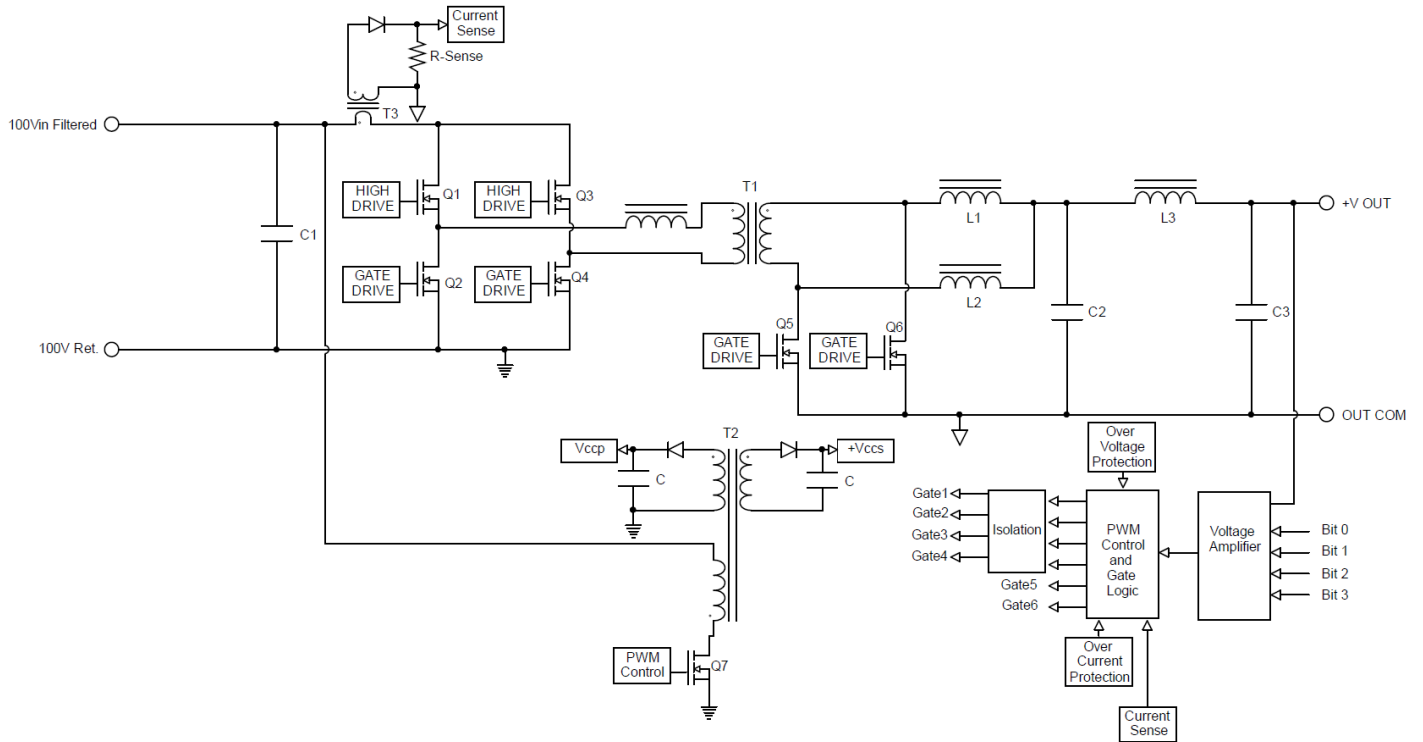 Current
Sense
R-Sense
T3
100Vin Filtered
HIGH
DRIVE
Q1
HIGH
DRIVE
Q3
T1
L1
L3
+V OUT
C1
GATE
DRIVE
Q2
GATE
DRIVE
Q4
L2
C2
C3
100V Ret.
GATE
DRIVE
Q5
GATE
DRIVE
Q6
OUT COM
T2
Vccp
+Vccs
C
C
Over
Voltage
Protection
Gate1
Gate2
Gate3
Gate4
Isolation
Gate5
Gate6
PWM
Control
and
Gate
Logic
Voltage
Amplifier
Bit 0
Bit 1
Bit 2
Bit 3
PWM
Control
Q7
Over
Current
Protection
Current
Sense